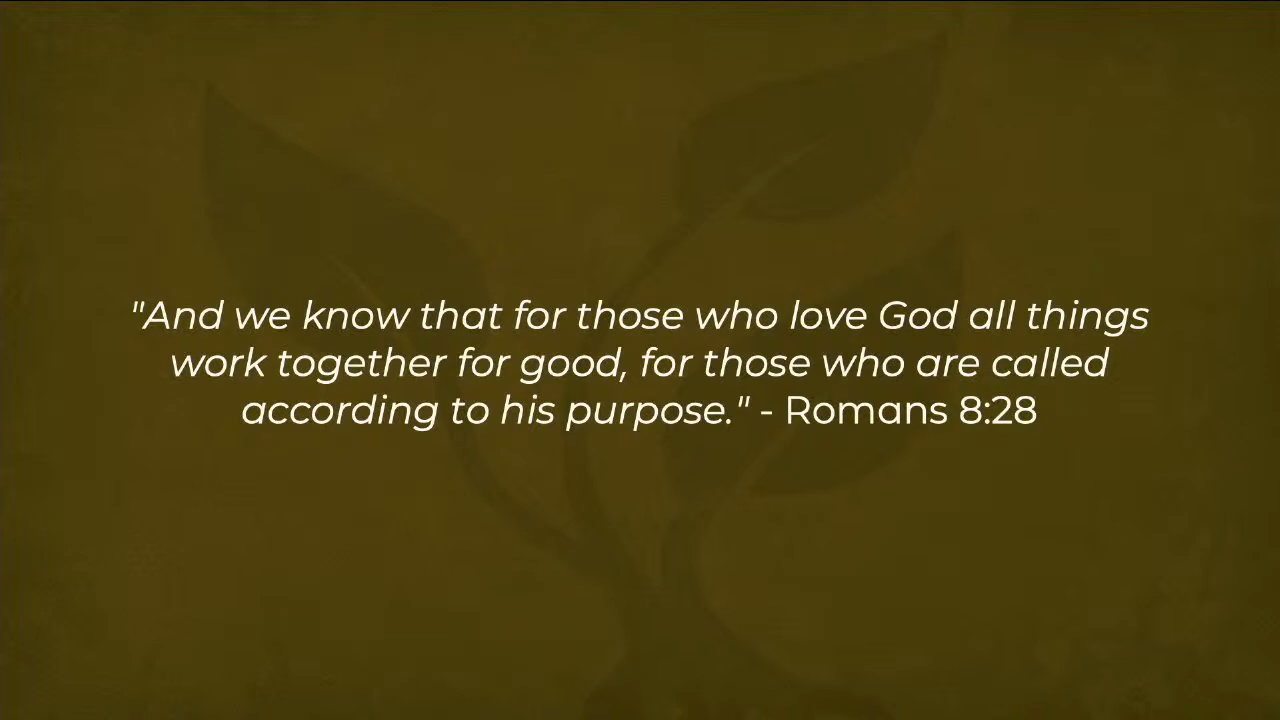 "And we know that for those who love God all things
work together for good, for those who are called
according to his purpose." - Romans 8:28